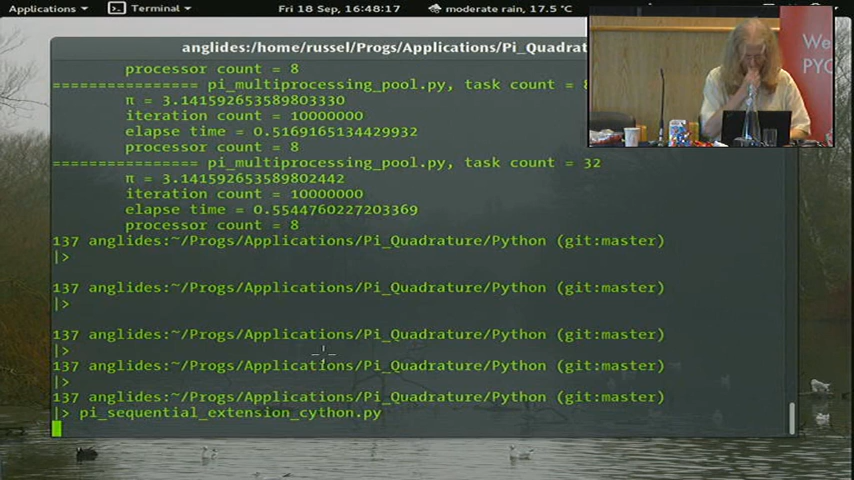 Applications Terminal Fri 18 Sep, 16:48:17 moderate rain, 17.5 °C
anglides:/home/russel/Progs/Applications/Pi_Quadrat
processor count = 8
================ pi_multiprocessing_pool.py, task count = 8
π = 3.141592653589803330
iteration count = 10000000
elapse time = 0.5169165134429932
processor count = 8
================ pi_multiprocessing_pool.py, task count = 32
π = 3.141592653589802442
iteration count = 10000000
elapse time = 0.5544760227203369
processor count = 8
137 anglides:~/Progs/Applications/Pi_Quadrature/Python (git:master)
|>
137 anglides:~/Progs/Applications/Pi_Quadrature/Python (git:master)
|>
137 anglides:~/Progs/Applications/Pi_Quadrature/Python (git:master)
|>
137 anglides:~/Progs/Applications/Pi_Quadrature/Python (git:master)
|>
137 anglides:~/Progs/Applications/Pi_Quadrature/Python (git:master)
|> pi_sequential_extension_cython.py
We
PYC